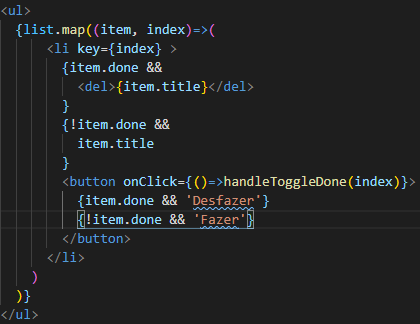 <ul>
{list.map((item, index)=>(
<li key={index} >
{item.done &&
<del>{item.title}</del>
}
{!item.done &&
item.title
}
<button onClick={()=>handleToggleDone(index)}>
{item.done && 'Desfazer'}
{!item.done && 'Fazer'}
</button>
</li>
)
)}
</ul>